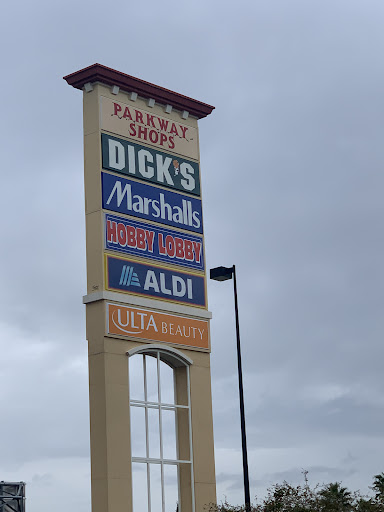 PARKWAY
SHOPS
DICK'S
Marshalls
HOBBY LOBBY
ALDI
ULTA BEAUTY